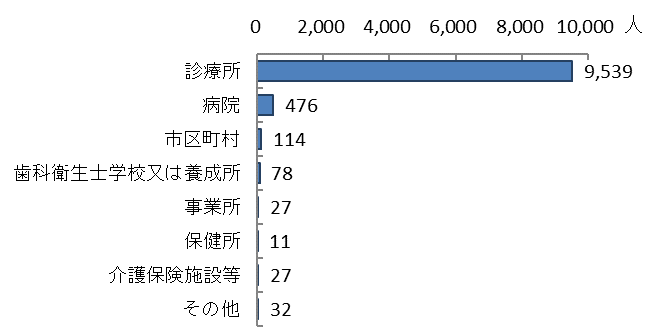 0 2,000 4,000 6,000 8,000 10,000 人
診療所 9,539
病院 476
市区町村 114
歯科衛生士学校又は養成所 78
事業所 27
保健所 11
介護保険施設等 27
その他 32